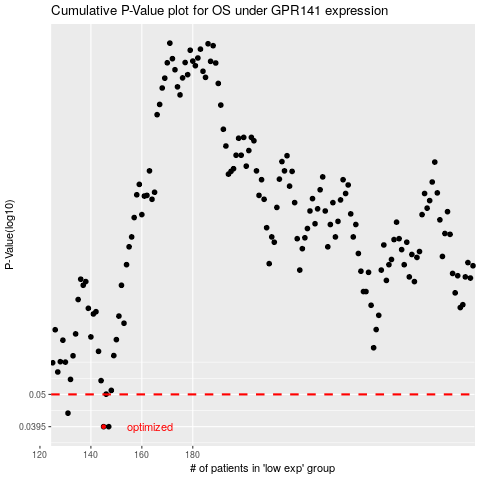 Cumulative P-Value plot for OS under GPR141 expression
P-Value(log10)
0.05
0.0395
optimized
120 140 160 180
# of patients in 'low exp' group